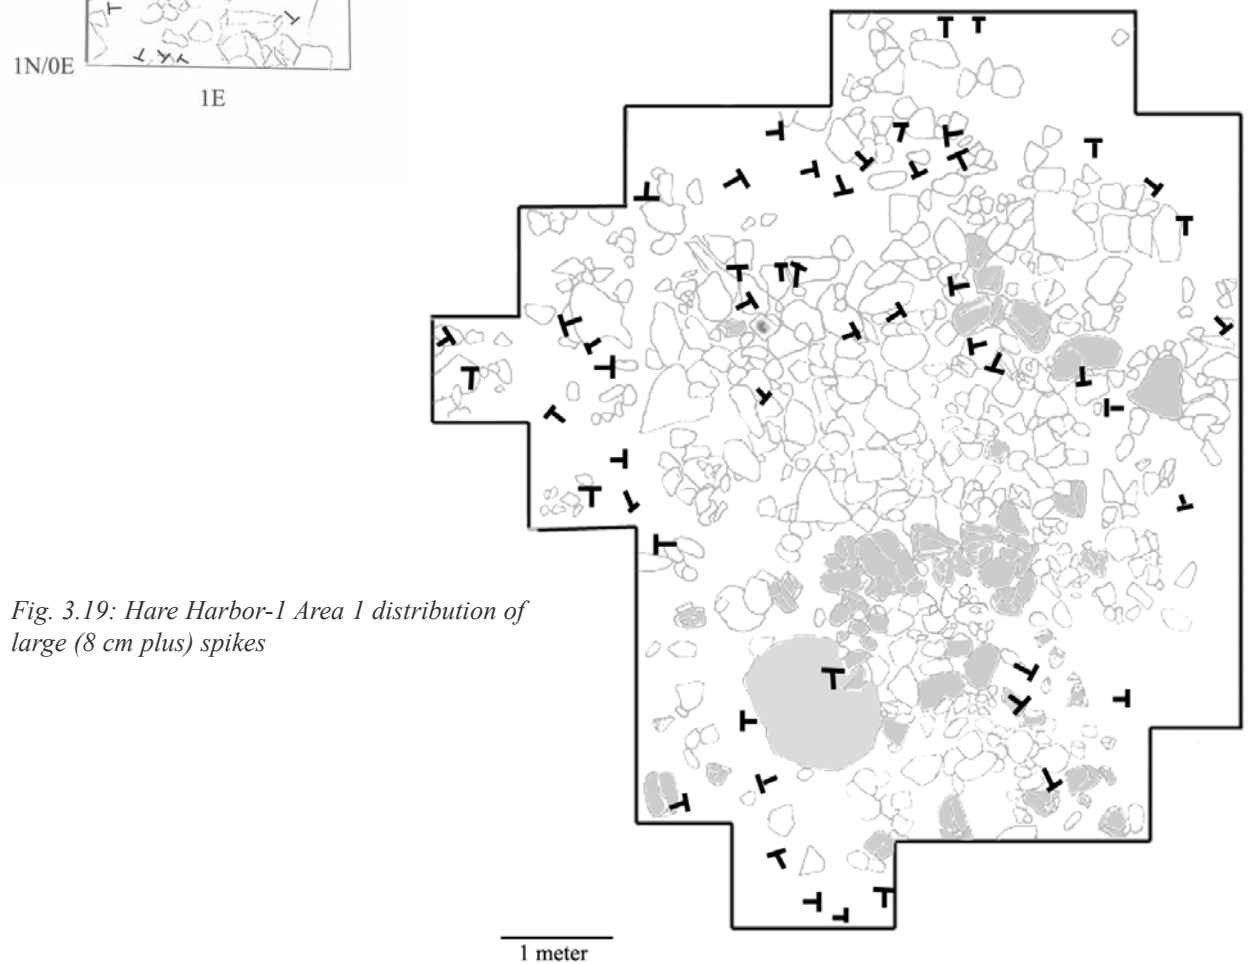 1N/0E
1E
Fig. 3.19: Hare Harbor-1 Area 1 distribution of
large (8 cm plus) spikes
1 meter